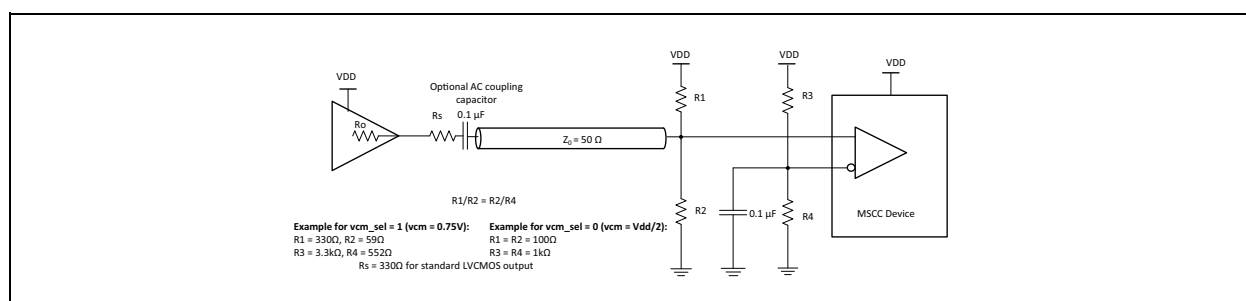 VDD
Ro
Rs
Optional AC coupling
capacitor
0.1 µF
Z0 = 50 Ω
VDD
R1
R2
VDD
R3
0.1 µF
R4
VDD
MSCC Device
R1/R2 = R2/R4
Example for vcm_sel = 1 (vcm = 0.75V):
R1 = 330Ω, R2 = 59Ω
R3 = 3.3kΩ, R4 = 552Ω
Example for vcm_sel = 0 (vcm = Vdd/2):
R1 = R2 = 100Ω
R3 = R4 = 1kΩ
Rs = 330Ω for standard LVCMOS output